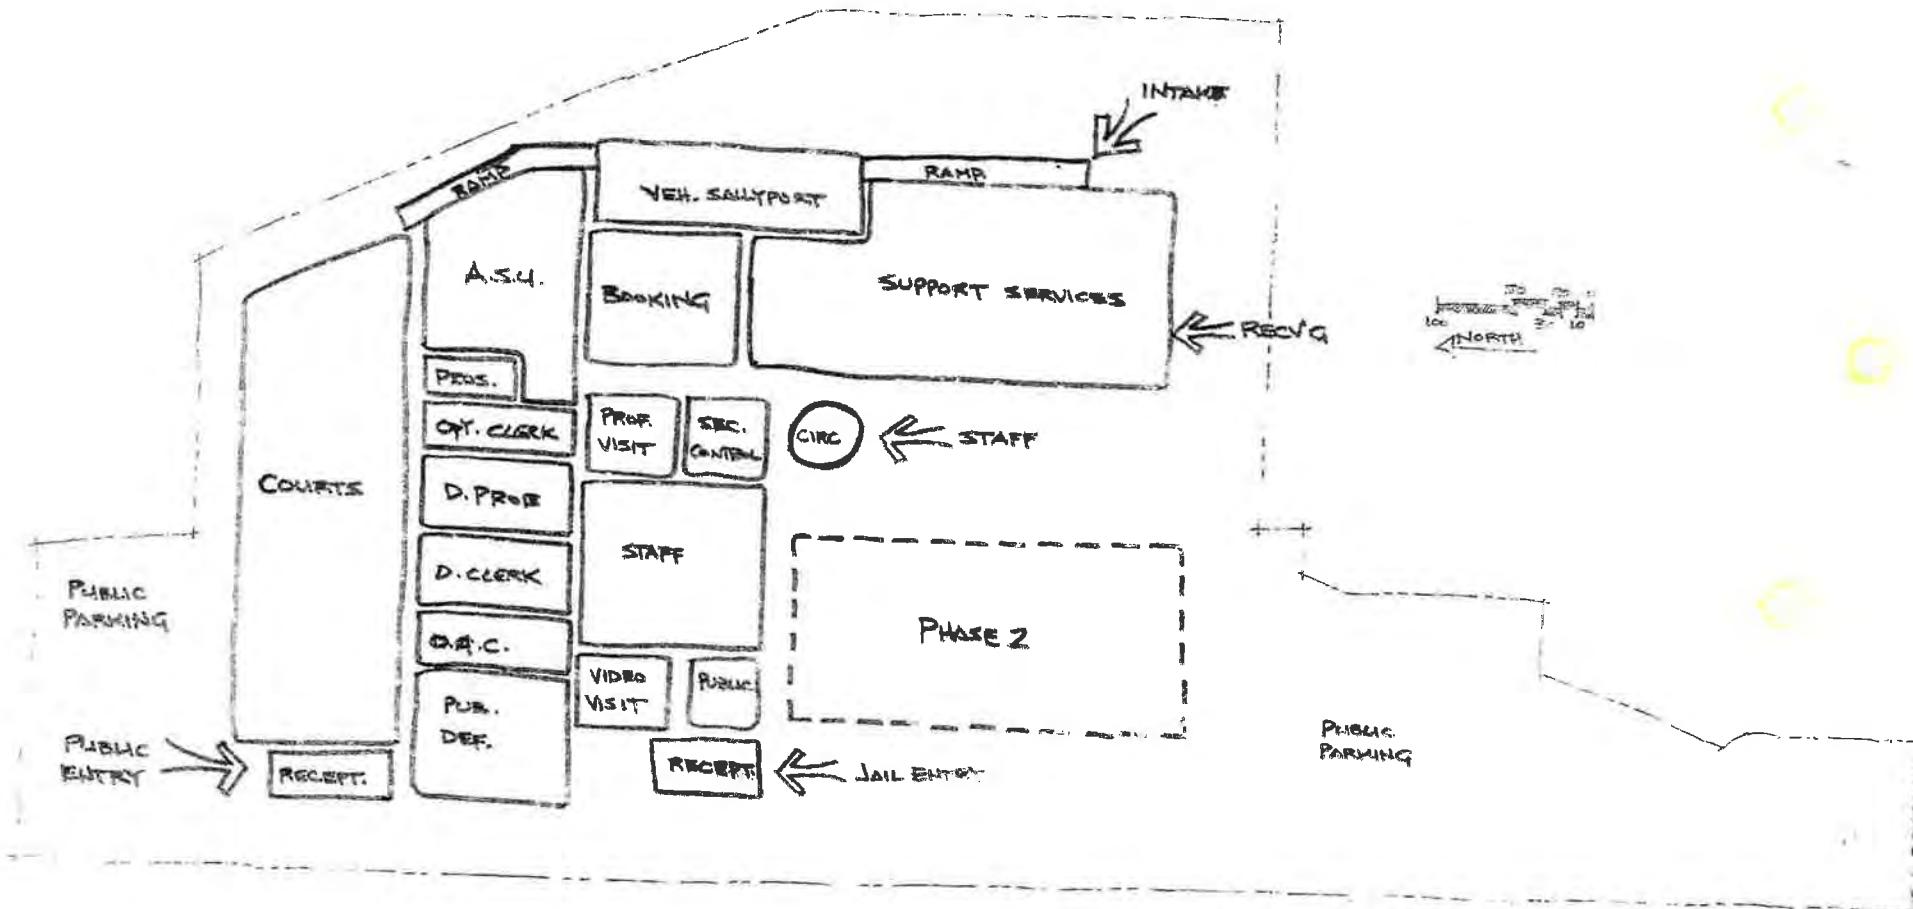 INTAKE
RAMP
RAMP
VEH. SALLYPORT
A.S.U.
BOOKING
SUPPORT SERVICES
RECV'G
100
10
NORTH
CIRC
STAFF
PROF.
VISIT
SEC.
CONTROL
CLERK
COURTS
D. PROB
D. CLERK
STAFF
PHASE 2
PUBLIC
PARKING
VIDEO
VISIT
PUBLIC
PUB.
DEF.
PUBLIC
ENTRY
RECEPT.
RECEPT.
JAIL ENTRY
PUBLIC
PARKING